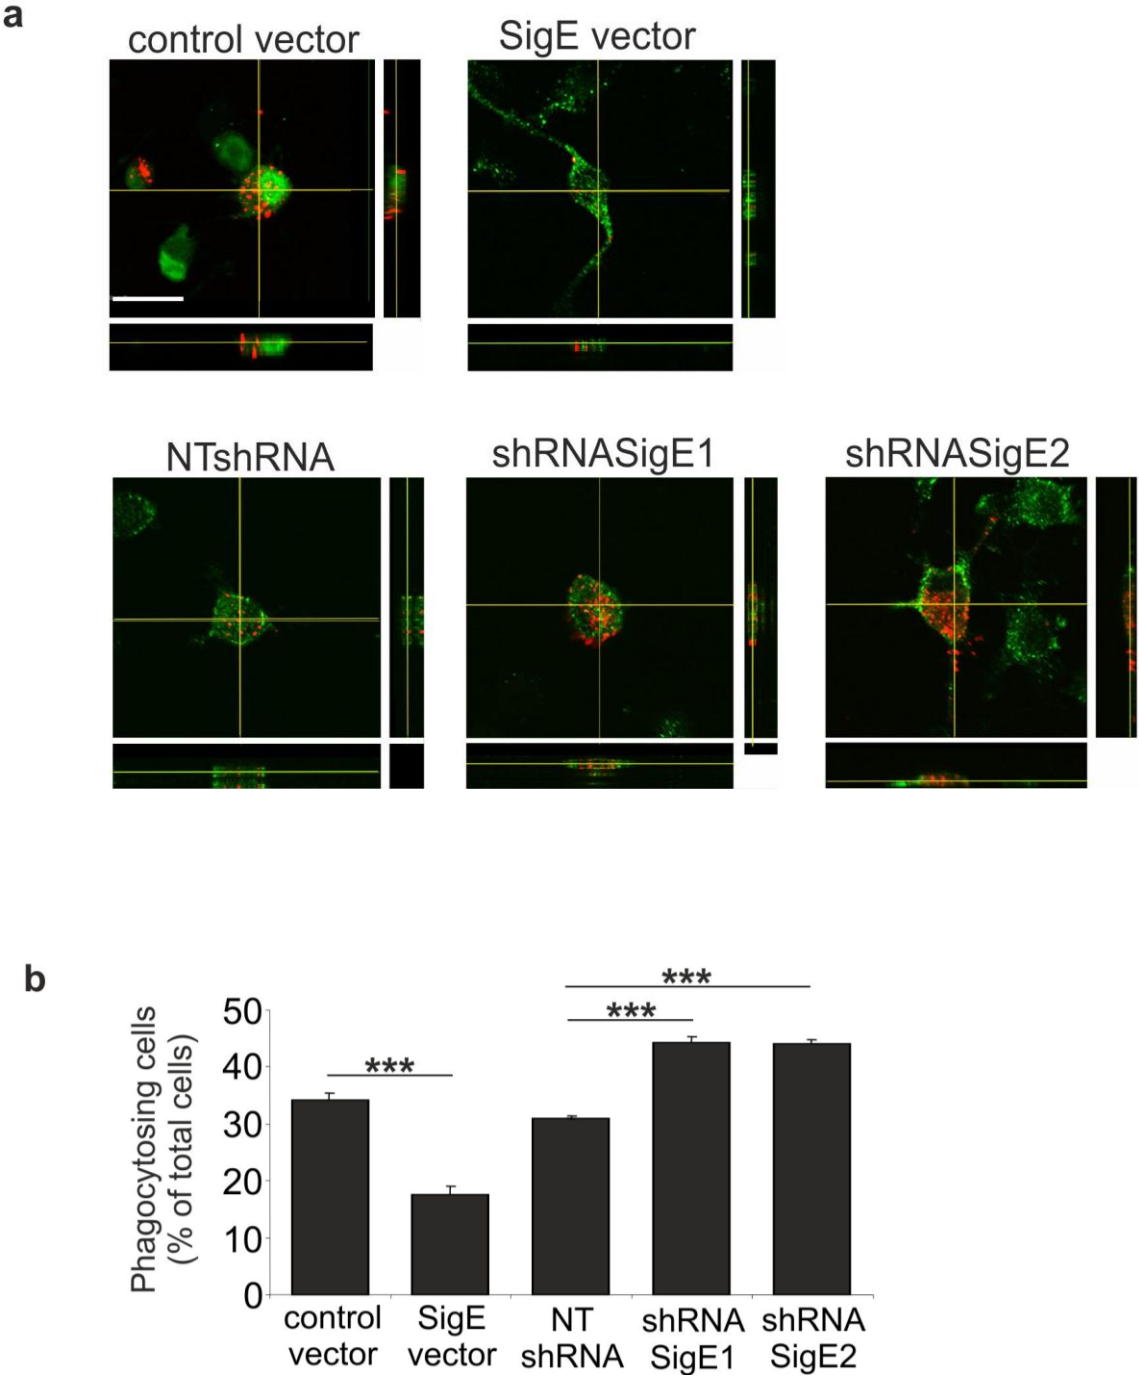 a
control vector
SigE vector
NTshRNA
shRNASigE1
shRNASigE2
b
Phagocytosing cells
(% of total cells)
50
40
30
20
10
0
***
***
***
control
vector
SigE
vector
NT
shRNA
shRNA
SigE1
shRNA
SigE2